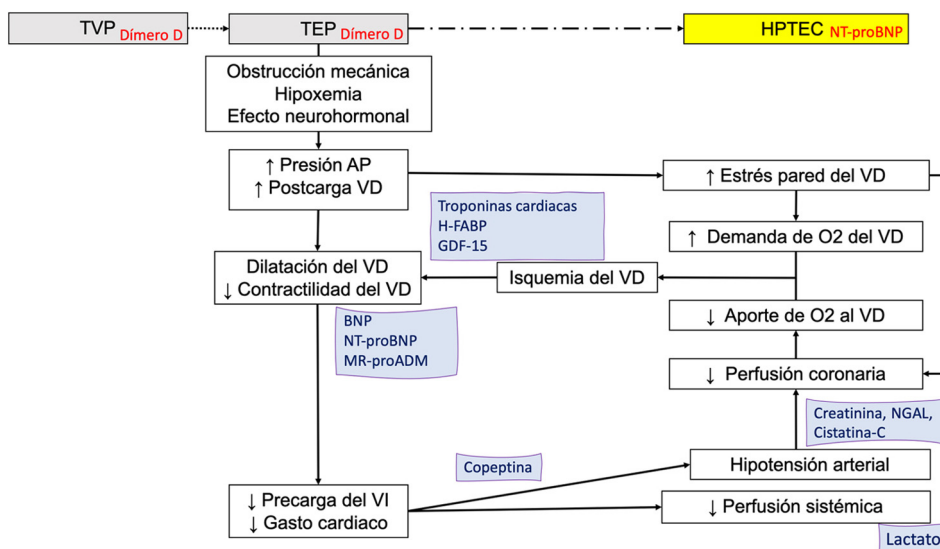 TVP Dímero D
TEP Dímero D
HPTEC NT-proBNP
Obstrucción mecánica
Hipoxemia
Efecto neurohormonal
↑ Presión AP
↑ Postcarga VD
↑ Estrés pared del VD
Troponinas cardiacas
H-FABP
GDF-15
↑ Demanda de O2 del VD
Dilatación del VD
↓ Contractilidad del VD
Isquemia del VD
BNP
NT-proBNP
MR-proADM
↓ Aporte de O2 al VD
↓ Perfusión coronaria
Creatinina, NGAL,
Cistatina-C
Copeptina
Hipotensión arterial
↓ Precarga del VI
↓ Gasto cardiaco
↓ Perfusión sistémica
Lactato